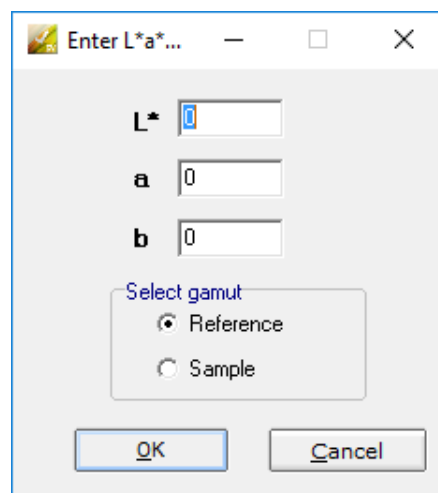 Enter L*a*...
L* 0
a 0
b 0
Select gamut
Reference
Sample
OK Cancel